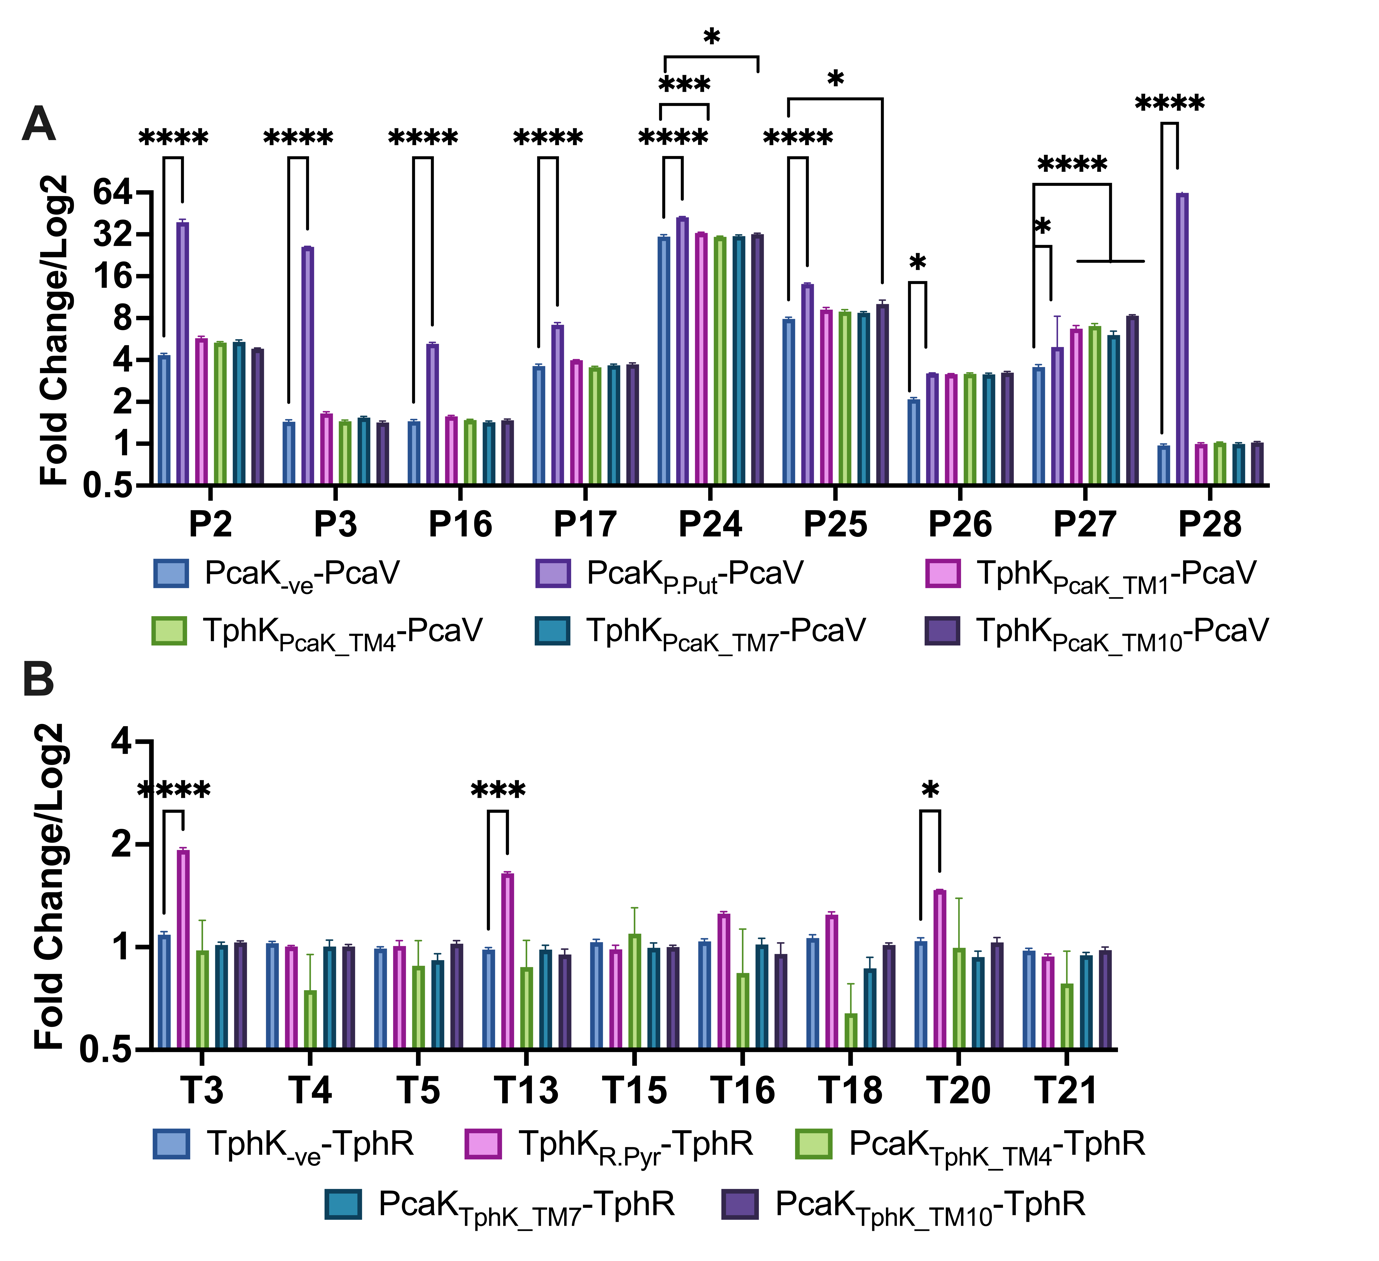 A
*
*** *
**** **** **** **** **** **** **** ****
* *
Fold Change/Log2
64
32
16
8
4
2
1
0.5
P2 P3 P16 P17 P24 P25 P26 P27 P28
PcaK-ve-PcaV PcaKP.Put-PcaV TphKPcaK_TM1-PcaV
TphKPcaK_TM4-PcaV TphKPcaK_TM7-PcaV TphKPcaK_TM10-PcaV
B
**** *** *
Fold Change/Log2
4
2
1
0.5
T3 T4 T5 T13 T15 T16 T18 T20 T21
TphK-ve-TphR TphKR.Pyr-TphR PcaKTphK_TM4-TphR
PcaKTphK_TM7-TphR PcaKTphK_TM10-TphR